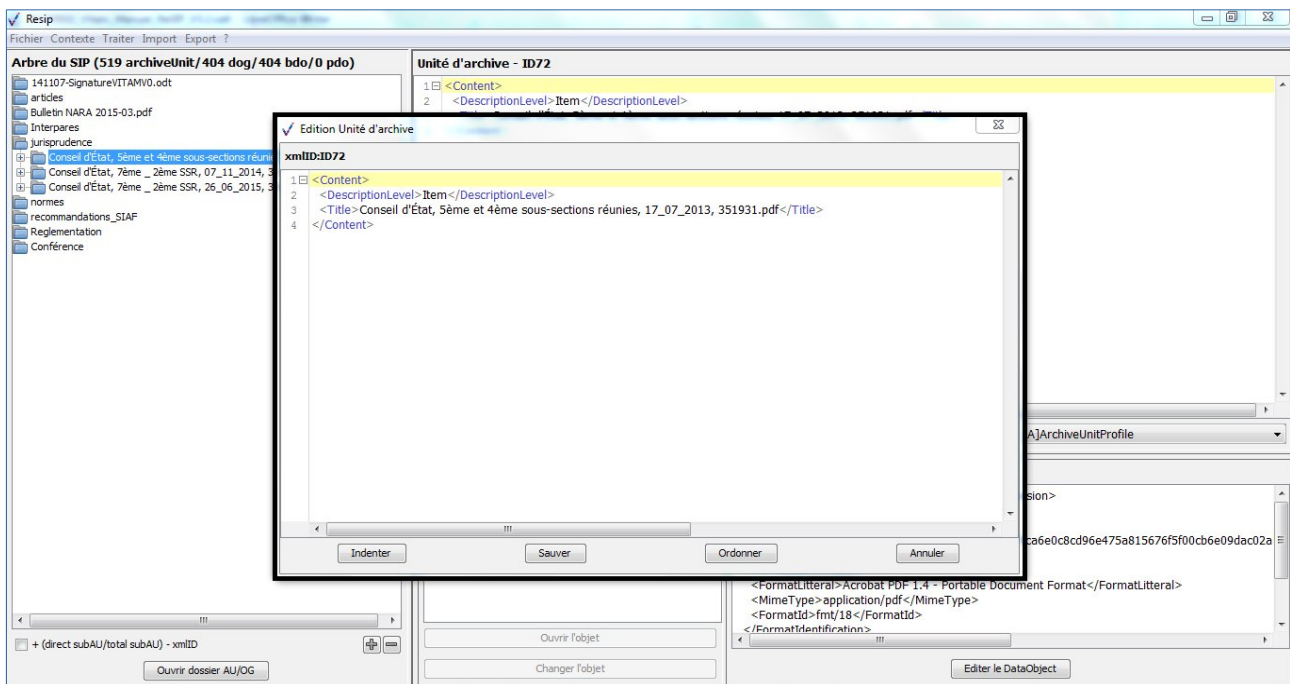 Resip
Fichier Contexte Traiter Import Export ?
Arbre du SIP (519 archiveUnit/404 dog/404 bdo/0 pdo)
141107-SignatureVITAMV0.odt
articles
Bulletin NARA 2015-03.pdf
Interpares
jurisprudence
Conseil d'État, 5ème et 4ème sous-sections réunie
Conseil d'État, 7ème _ 2ème SSR, 07_11_2014, 3
Conseil d'État, 7ème _ 2ème SSR, 26_06_2015, 3
normes
recommandations_SIAF
Reglementation
Conférence
+ (direct subAU/total subAU) - xmlID
Ouvrir dossier AU/OG
Unité d'archive - ID72
1 <Content>
2 <DescriptionLevel>Item</DescriptionLevel>
Edition Unité d'archive
xmlID:ID72
1 <Content>
2 <DescriptionLevel>Item</DescriptionLevel>
3 <Title>Conseil d'État, 5ème et 4ème sous-sections réunies, 17_07_2013, 351931.pdf</Title>
4 </Content>
Indenter Sauver Ordonner Annuler
A]ArchiveUnitProfile
sion>
ca6e0c8cd96e475a815676f5f00cb6e09dac02a
<FormatLitteral>Acrobat PDF 1.4 - Portable Document Format</FormatLitteral>
<MimeType>application/pdf</MimeType>
<FormatId>fmt/18</FormatId>
</FormatIdentification>
Ouvrir l'objet
Changer l'objet
Editer le DataObject